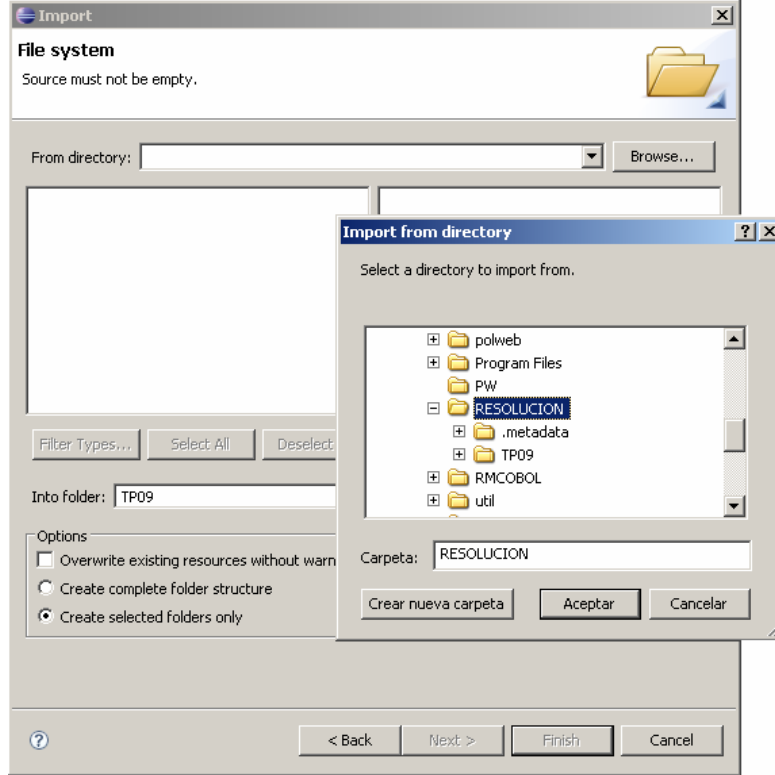 Import
File system
Source must not be empty.
From directory:
Browse...
Import from directory
Select a directory to import from.
polweb
Program Files
PW
RESOLUCION
.metadata
TP09
RMCOBOL
util
Carpeta: RESOLUCION
Crear nueva carpeta
Aceptar
Cancelar
Filter Types...
Select All
Deselect
Into folder: TP09
Options
Overwrite existing resources without warn
Create complete folder structure
Create selected folders only
< Back
Next >
Finish
Cancel